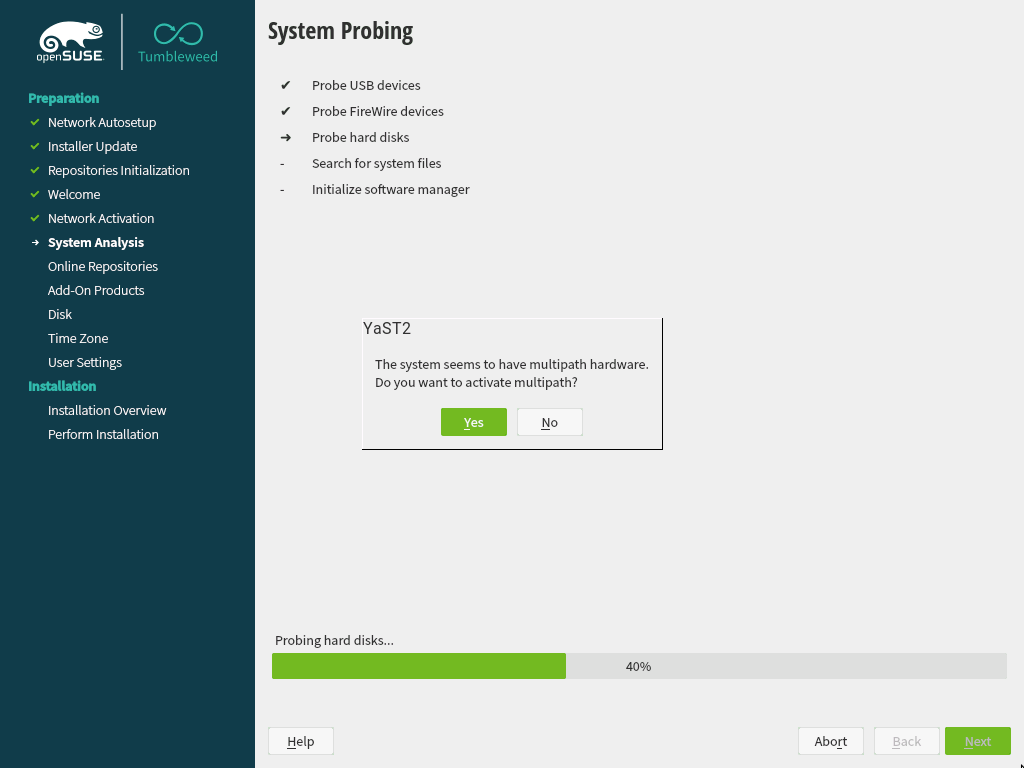 openSUSE
Tumbleweed
Preparation
Network Autosetup
Installer Update
Repositories Initialization
Welcome
Network Activation
System Analysis
Online Repositories
Add-On Products
Disk
Time Zone
User Settings
Installation
Installation Overview
Perform Installation
System Probing
✔ Probe USB devices
✔ Probe FireWire devices
➜ Probe hard disks
- Search for system files
- Initialize software manager
YaST2
The system seems to have multipath hardware.
Do you want to activate multipath?
Yes No
Probing hard disks...
40%
Help Abort Back Next